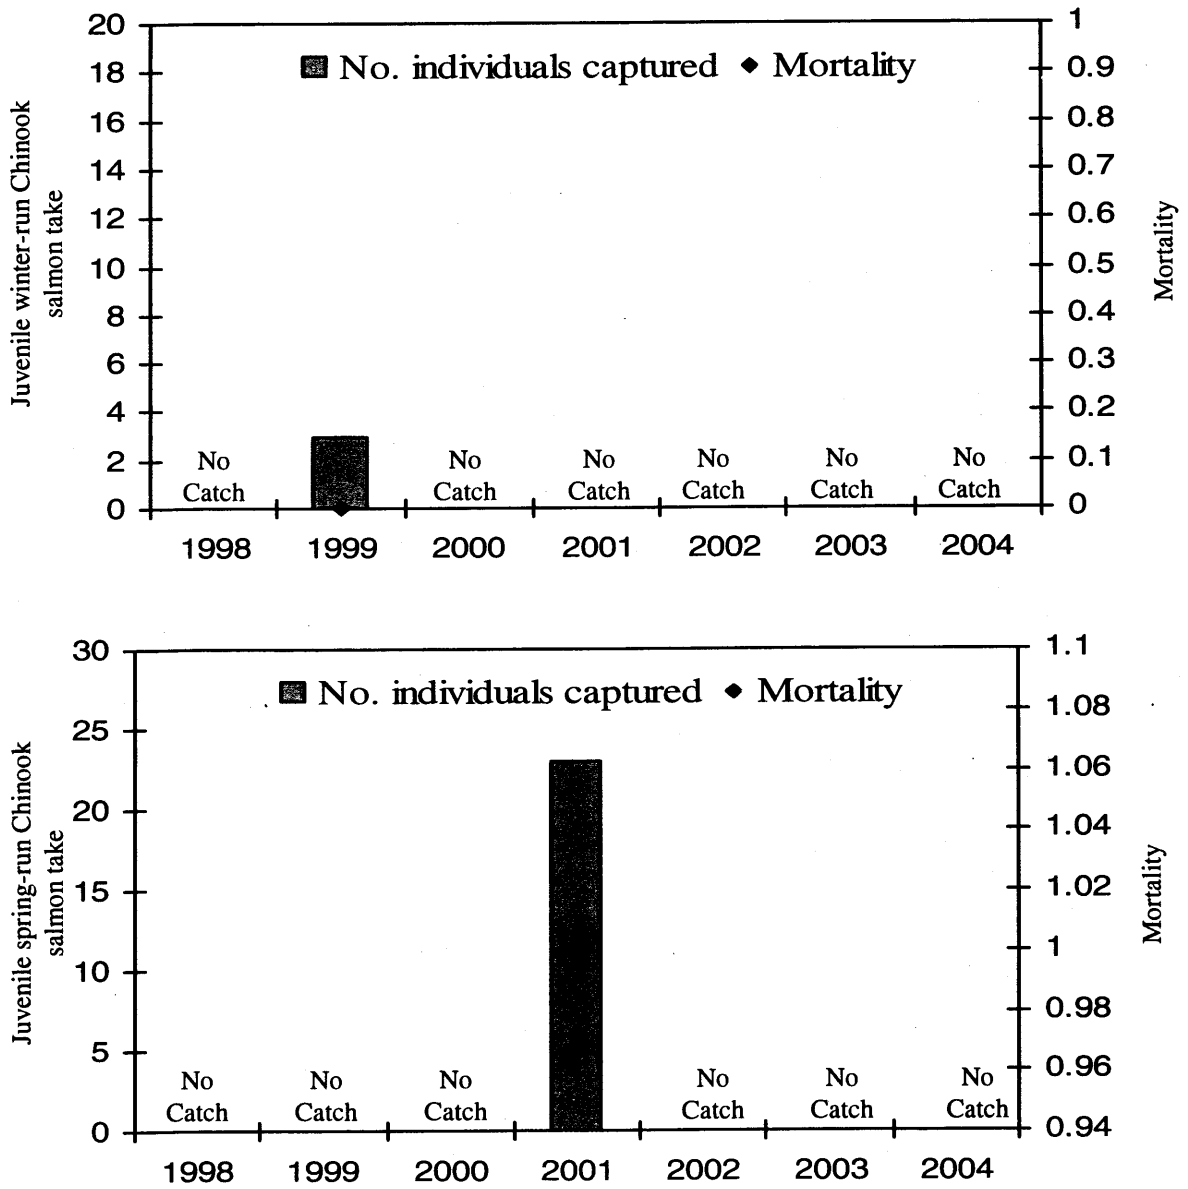 No. individuals captured ◆ Mortality
Juvenile winter-run Chinook
salmon take
20
18
16
14
12
10
8
6
4
2
0
1
0.9
0.8
0.7
0.6
0.5
0.4
0.3
0.2
0.1
0
Mortality
No Catch
No Catch
No Catch
No Catch
No Catch
No Catch
1998 1999 2000 2001 2002 2003 2004
No. individuals captured ◆ Mortality
Juvenile spring-run Chinook
salmon take
30
25
20
15
10
5
0
1.1
1.08
1.06
1.04
1.02
1
0.98
0.96
0.94
Mortality
No Catch
No Catch
No Catch
No Catch
No Catch
No Catch
1998 1999 2000 2001 2002 2003 2004